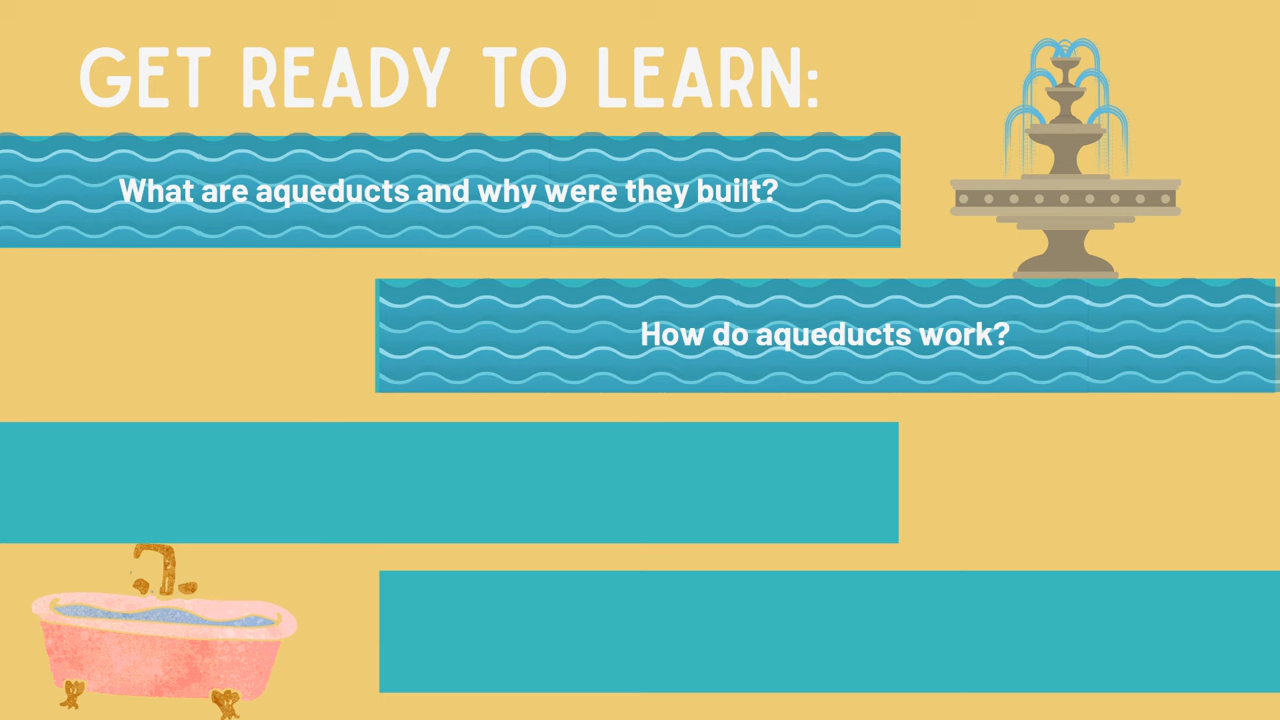 GET READY TO LEARN:
What are aqueducts and why were they built?
How do aqueducts work?